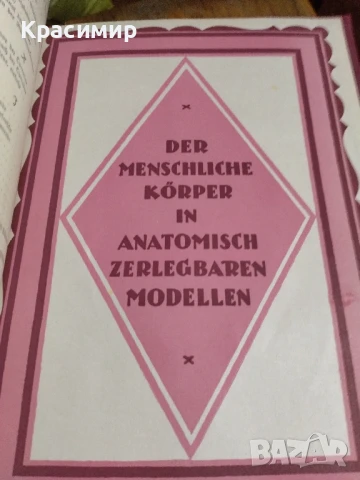 Красимир
DER
MENSCHLICHE
KÖRPER
IN
ANATOMISCH
ZERLEGBAREN
MODELLEN
BAZAR